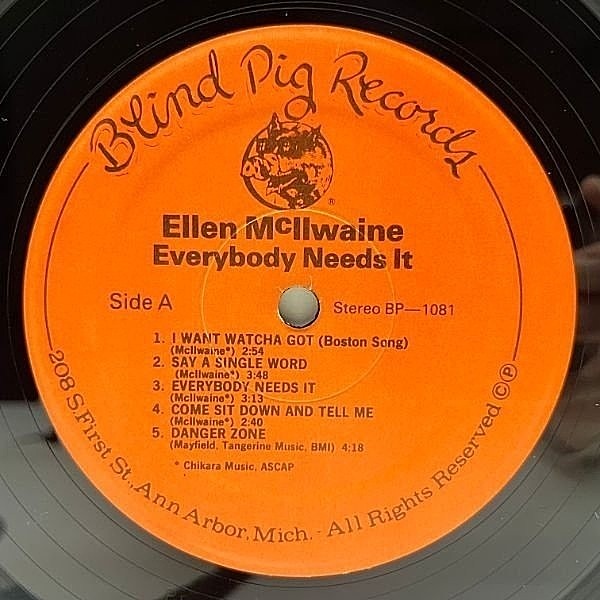 Blind Pig Records
®
Ellen McIlwaine
Everybody Needs It
Side A
Stereo BP—1081
1. I WANT WATCHA GOT (Boston Song)
(McIlwaine*) 2:54
2. SAY A SINGLE WORD
(McIlwaine*) 3:48
3. EVERYBODY NEEDS IT
(McIlwaine*) 3:13
4. COME SIT DOWN AND TELL ME
(McIlwaine*) 2:40
5. DANGER ZONE
(Mayfield, Tangerine Music, BMI) 4:18
* Chikara Music, ASCAP
208 S. First St., Ann Arbor, Mich. - All Rights Reserved ©℗